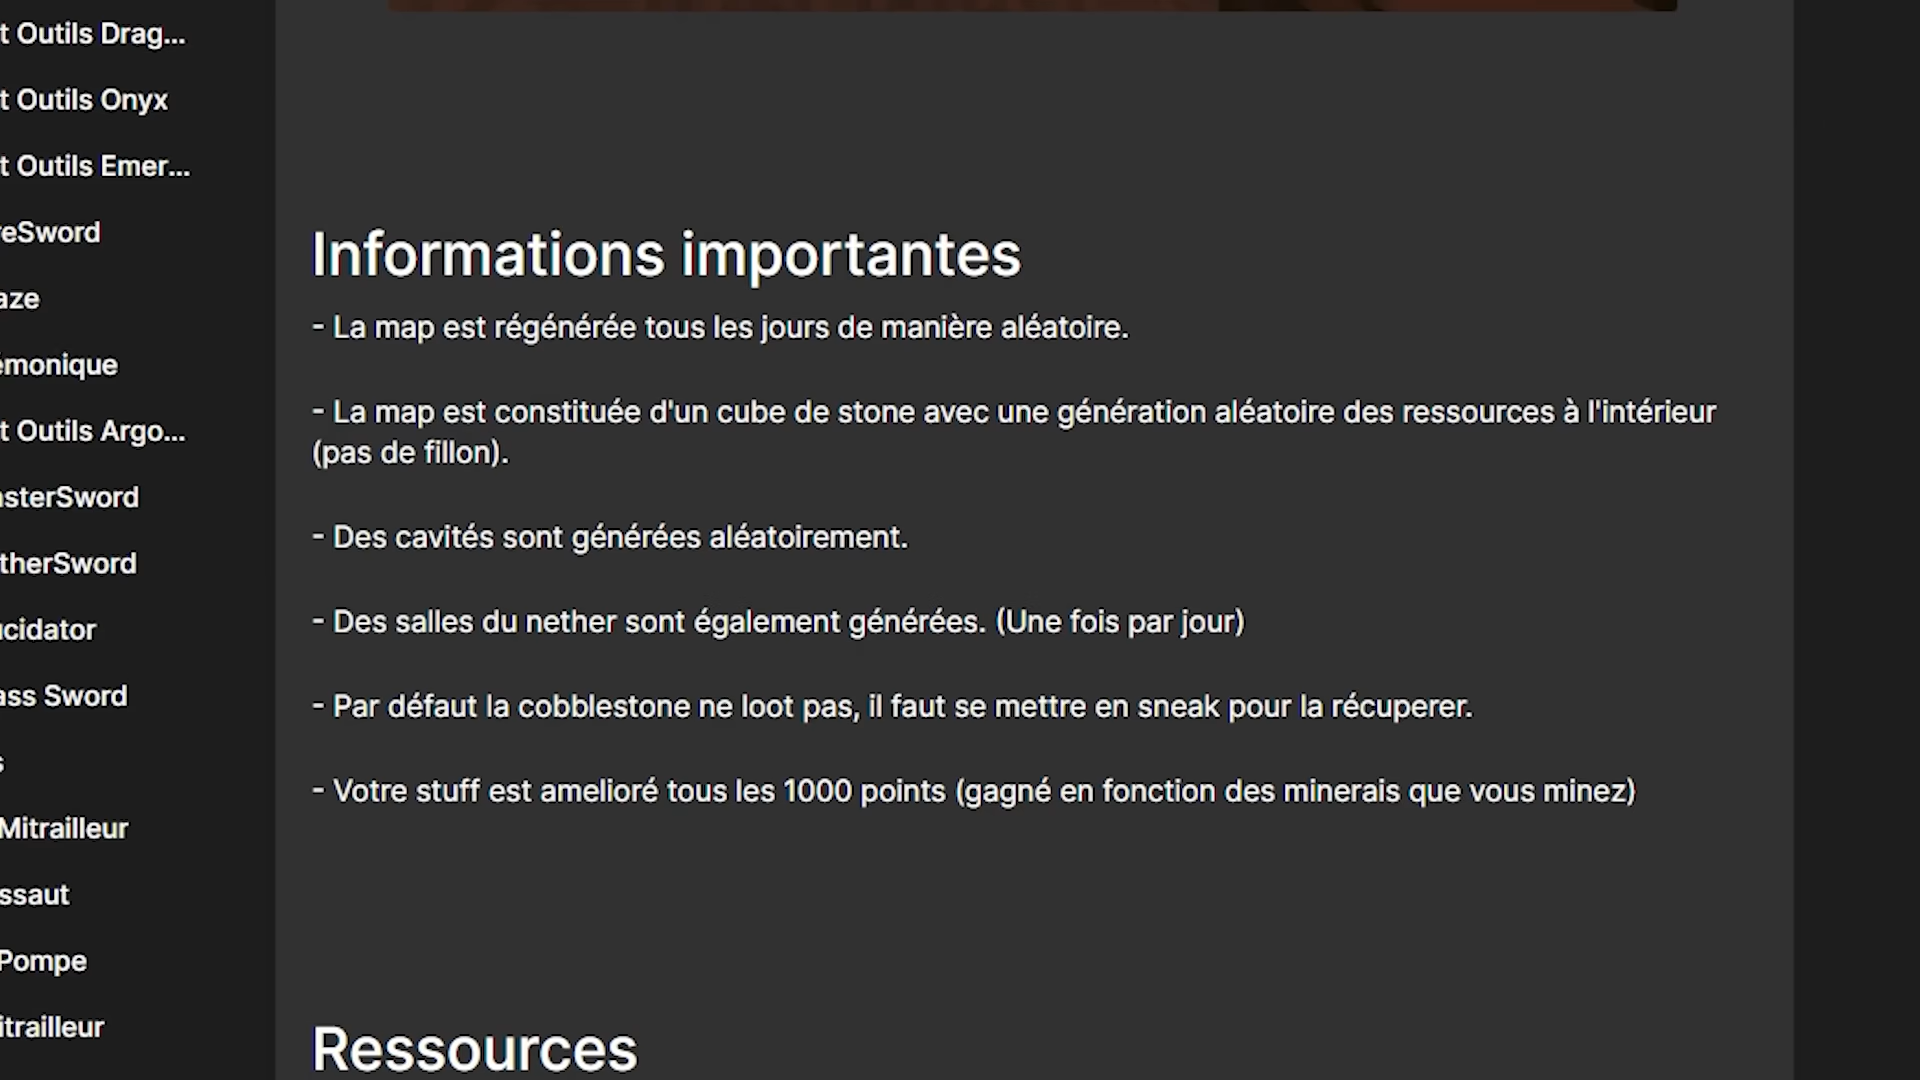 t Outils Drag...
t Outils Onyx
t Outils Emer...
reSword
aze
émonique
t Outils Argo...
sterSword
therSword
cidator
ass Sword
s
Mitrailleur
ssaut
Pompe
itrailleur
Informations importantes
- La map est régénérée tous les jours de manière aléatoire.
- La map est constituée d'un cube de stone avec une génération aléatoire des ressources à l'intérieur
(pas de fillon).
- Des cavités sont générées aléatoirement.
- Des salles du nether sont également générées. (Une fois par jour)
- Par défaut la cobblestone ne loot pas, il faut se mettre en sneak pour la récuperer.
- Votre stuff est amelioré tous les 1000 points (gagné en fonction des minerais que vous minez)
Ressources